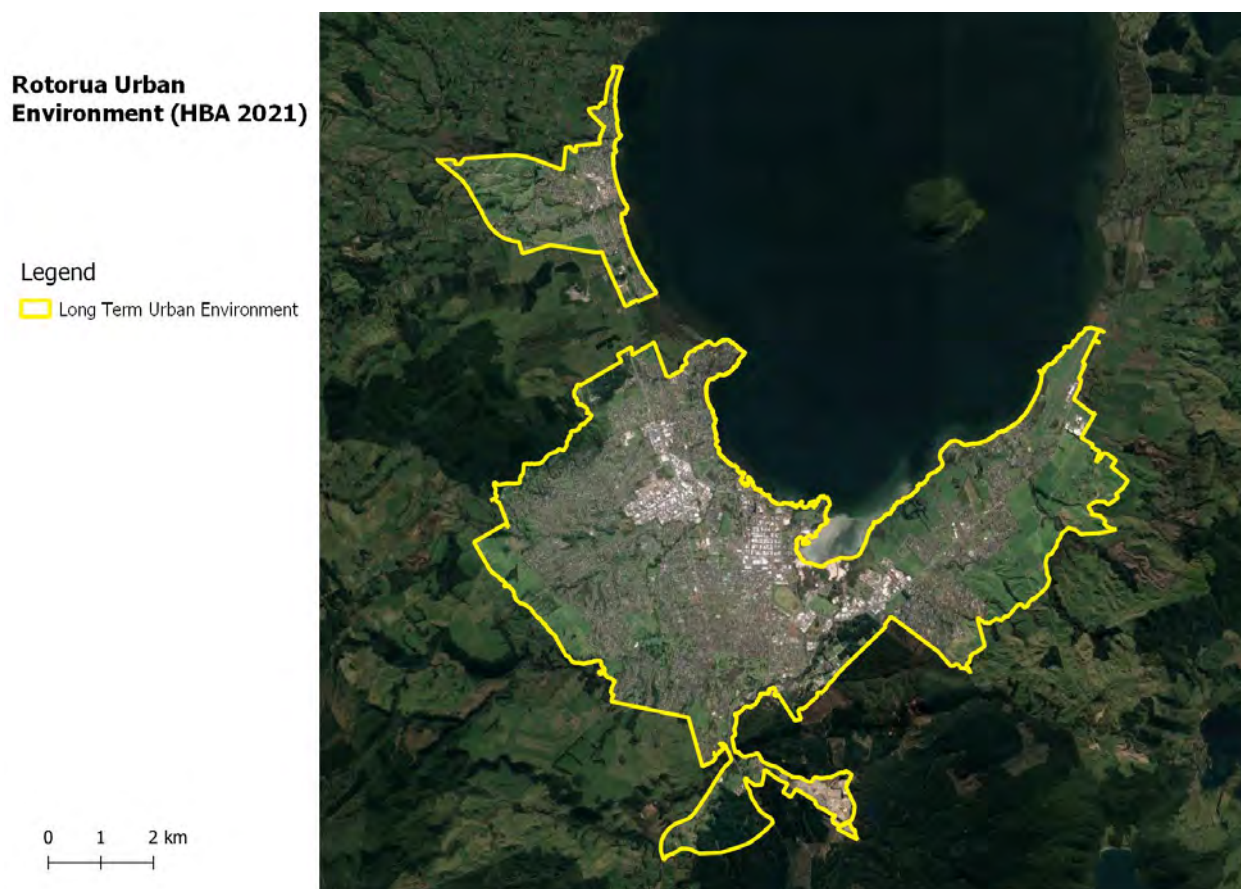 Rotorua Urban
Environment (HBA 2021)
Legend
Long Term Urban Environment
0 1 2 km